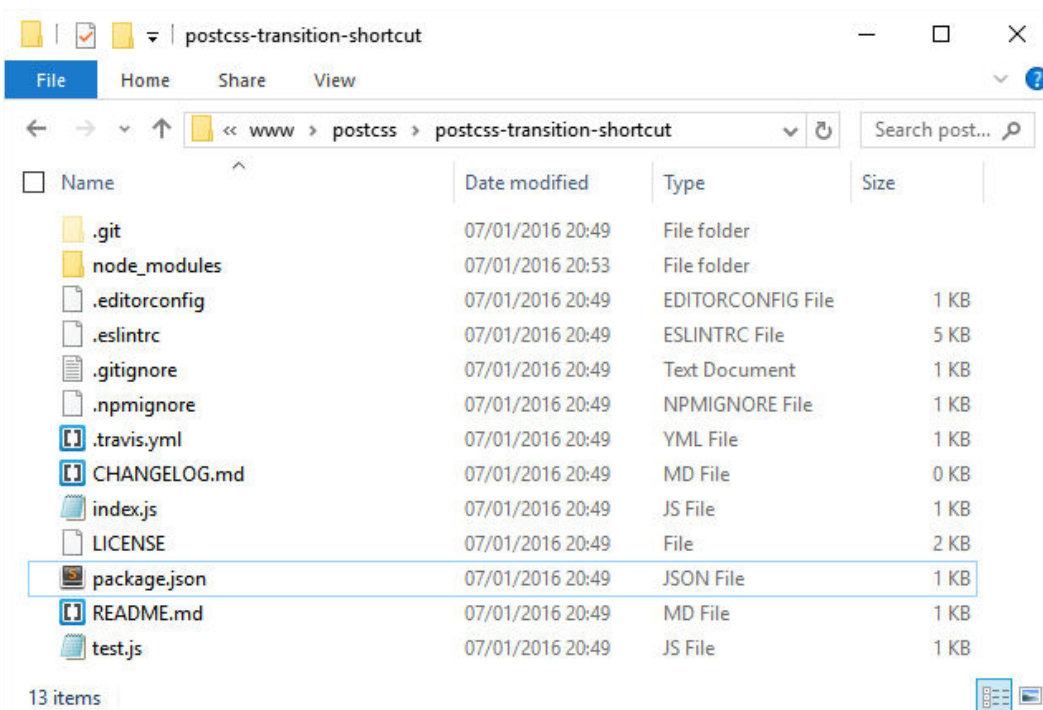 postcss-transition-shortcut
File Home Share View ?
« www > postcss > postcss-transition-shortcut Search post...
Name Date modified Type Size
.git 07/01/2016 20:49 File folder
node_modules 07/01/2016 20:53 File folder
.editorconfig 07/01/2016 20:49 EDITORCONFIG File 1 KB
.eslintrc 07/01/2016 20:49 ESLINTRC File 5 KB
.gitignore 07/01/2016 20:49 Text Document 1 KB
.npmignore 07/01/2016 20:49 NPMIGNORE File 1 KB
.travis.yml 07/01/2016 20:49 YML File 1 KB
CHANGELOG.md 07/01/2016 20:49 MD File 0 KB
index.js 07/01/2016 20:49 JS File 1 KB
LICENSE 07/01/2016 20:49 File 2 KB
package.json 07/01/2016 20:49 JSON File 1 KB
README.md 07/01/2016 20:49 MD File 1 KB
test.js 07/01/2016 20:49 JS File 1 KB
13 items